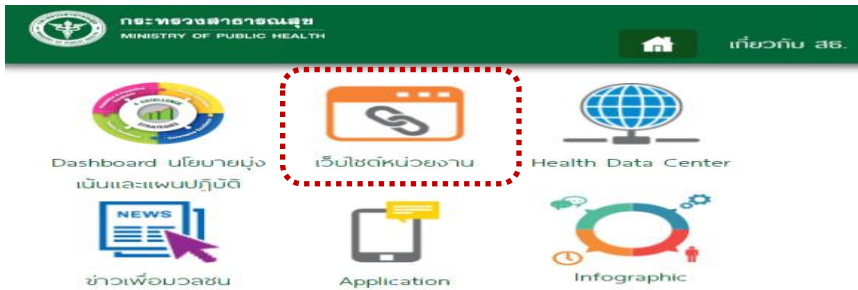 กระทรวงสาธารณสุข
MINISTRY OF PUBLIC HEALTH
เกี่ยวกับ สธ.
Dashboard นโยบายมุ่ง
เน้นและแผนปฏิบัติ
เว็บไซต์หน่วยงาน
Health Data Center
NEWS
ข่าวเพื่อมวลชน
Application
Infographic